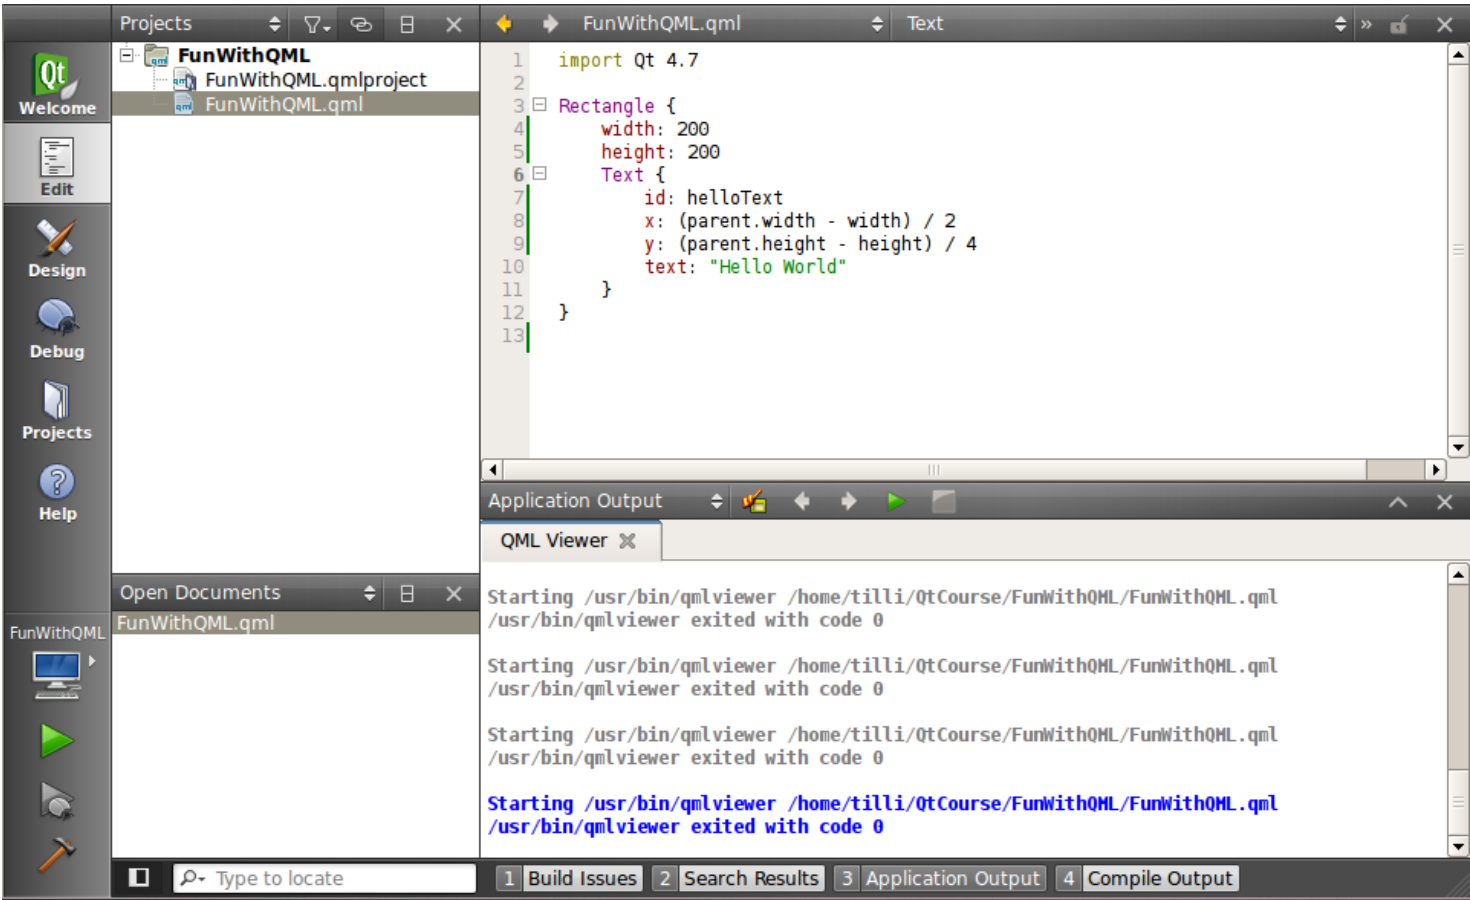 Projects
FunWithQML.qml
Text
Qt
Welcome
Edit
Design
Debug
Projects
Help
FunWithQML
FunWithQML
FunWithQML.qmlproject
FunWithQML.qml
1 import Qt 4.7
2
3 Rectangle {
4 width: 200
5 height: 200
6 Text {
7 id: helloText
8 x: (parent.width - width) / 2
9 y: (parent.height - height) / 4
10 text: "Hello World"
11 }
12 }
13
Application Output
QML Viewer
Starting /usr/bin/qmlviewer /home/tilli/QtCourse/FunWithQML/FunWithQML.qml
/usr/bin/qmlviewer exited with code 0
Starting /usr/bin/qmlviewer /home/tilli/QtCourse/FunWithQML/FunWithQML.qml
/usr/bin/qmlviewer exited with code 0
Starting /usr/bin/qmlviewer /home/tilli/QtCourse/FunWithQML/FunWithQML.qml
/usr/bin/qmlviewer exited with code 0
Starting /usr/bin/qmlviewer /home/tilli/QtCourse/FunWithQML/FunWithQML.qml
/usr/bin/qmlviewer exited with code 0
Open Documents
FunWithQML.qml
Type to locate
1 Build Issues 2 Search Results 3 Application Output 4 Compile Output